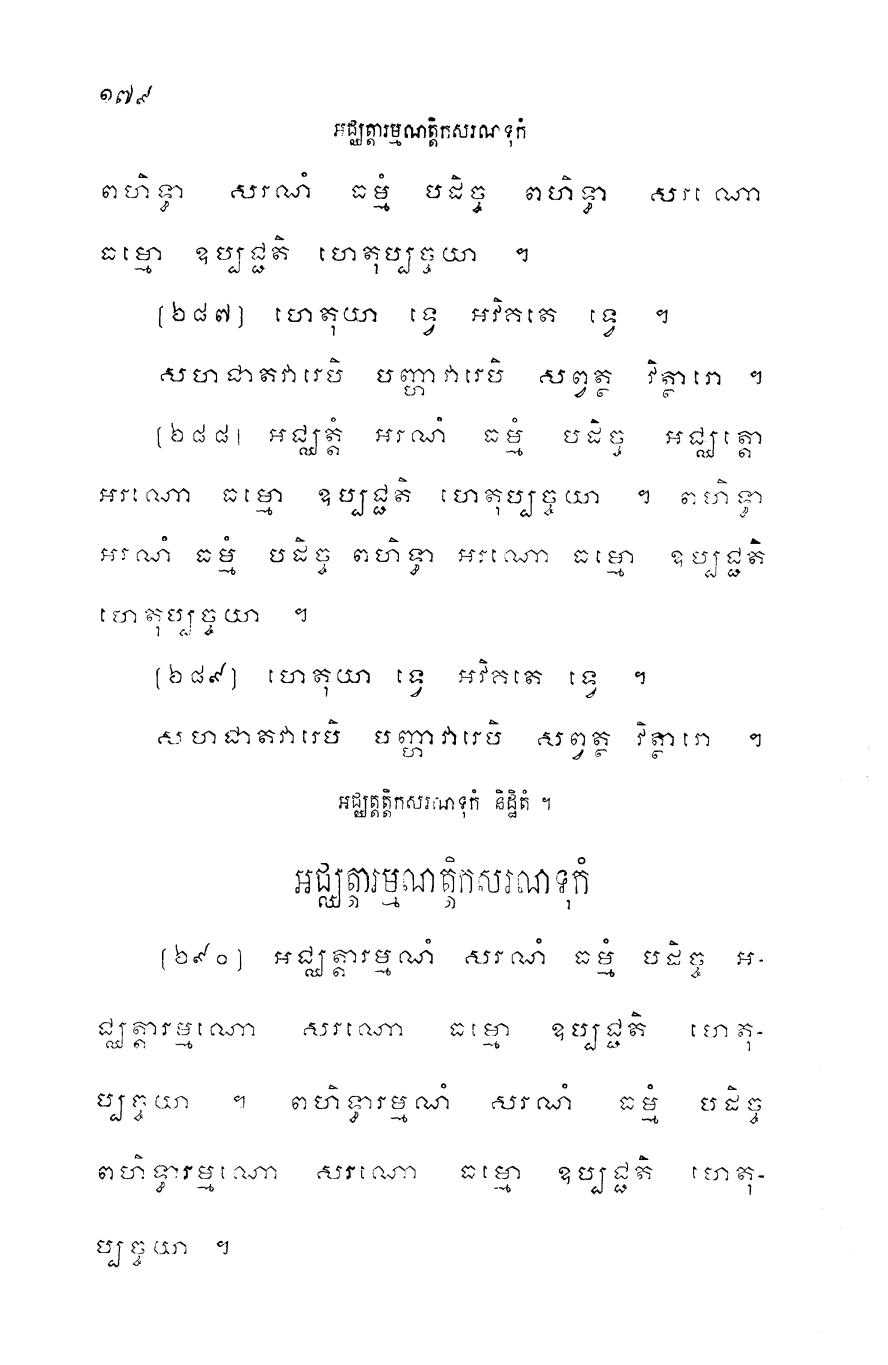 ១៧៩
អជ្ឈត្តារម្មណត្តិកសរណទុកំ
ពហិទ្ធា សរណំ ធម្មំ បដិច្ច ពហិទ្ធា សរណោ
ធម្មោ ឧប្បជ្ជតិ ហេតុប្បច្ចយា ។
[២៨៧] ហេតុយា ទ្វេ អវិគតេ ទ្វេ ។
សហជាតវារេបិ បញ្ហាវារេបិ សព្វត្ថ វិត្ថារោ ។
[២៨៨] អជ្ឈត្តំ អរណំ ធម្មំ បដិច្ច អជ្ឈត្តោ
អរណោ ធម្មោ ឧប្បជ្ជតិ ហេតុប្បច្ចយា ។ ពហិទ្ធា
អរណំ ធម្មំ បដិច្ច ពហិទ្ធា អរណោ ធម្មោ ឧប្បជ្ជតិ
ហេតុប្បច្ចយា ។
[២៨៩] ហេតុយា ទ្វេ អវិគតេ ទ្វេ ។
សហជាតវារេបិ បញ្ហាវារេបិ សព្វត្ថ វិត្ថារោ ។
អជ្ឈត្តត្តិកសរណទុកំ និដ្ឋិតំ ។
អជ្ឈត្តារម្មណត្តិកសរណទុកំ
[២៩០] អជ្ឈត្តារម្មណំ សរណំ ធម្មំ បដិច្ច អ-
ជ្ឈត្តារម្មណោ សរណោ ធម្មោ ឧប្បជ្ជតិ ហេតុ-
ប្បច្ចយា ។ ពហិទ្ធារម្មណំ សរណំ ធម្មំ បដិច្ច
ពហិទ្ធារម្មណោ សរណោ ធម្មោ ឧប្បជ្ជតិ ហេតុ-
ប្បច្ចយា ។